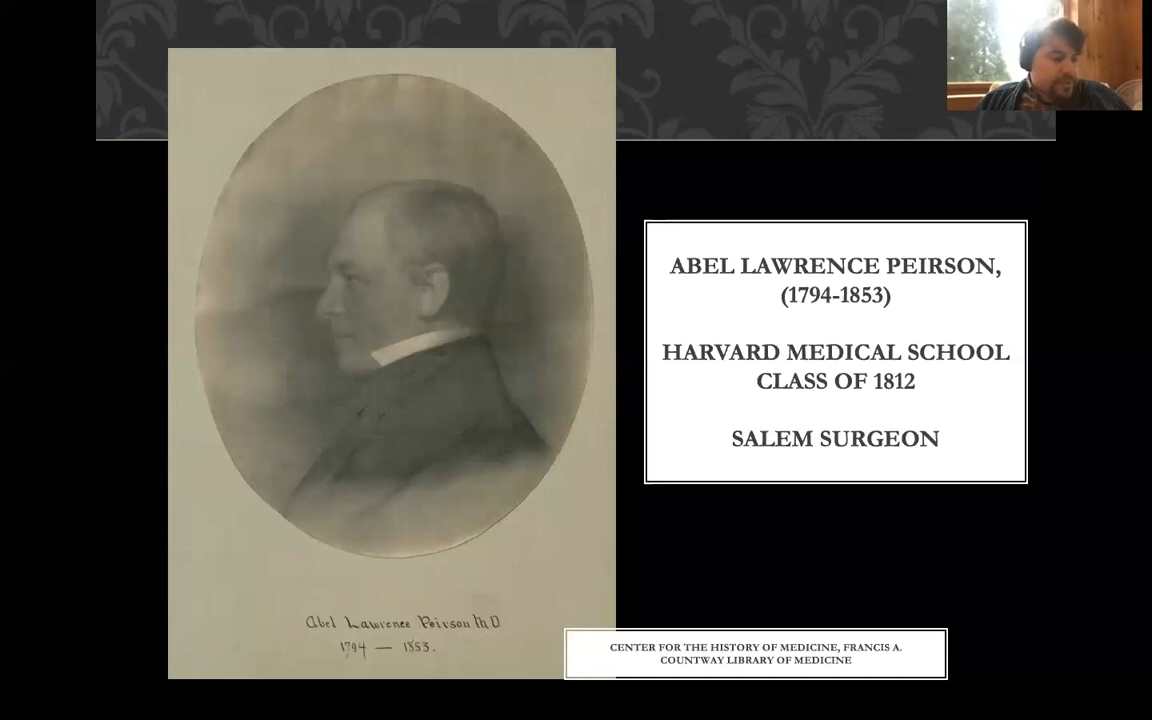 ABEL LAWRENCE PEIRSON,
(1794-1853)
HARVARD MEDICAL SCHOOL
CLASS OF 1812
SALEM SURGEON
Abel Lawrence Peirson M D
1794 — 1853.
CENTER FOR THE HISTORY OF MEDICINE, FRANCIS A.
COUNTWAY LIBRARY OF MEDICINE